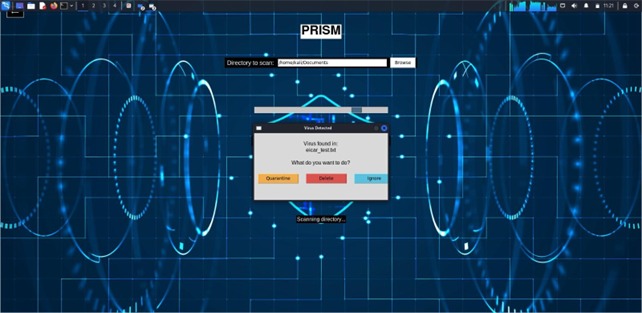 1 2 3 4
11:21
PRISM
Directory to scan: /home/kali/Documents
Browse
Virus Detected
Virus found in:
eicar_test.txt
What do you want to do?
Quarantine Delete Ignore
Scanning directory...